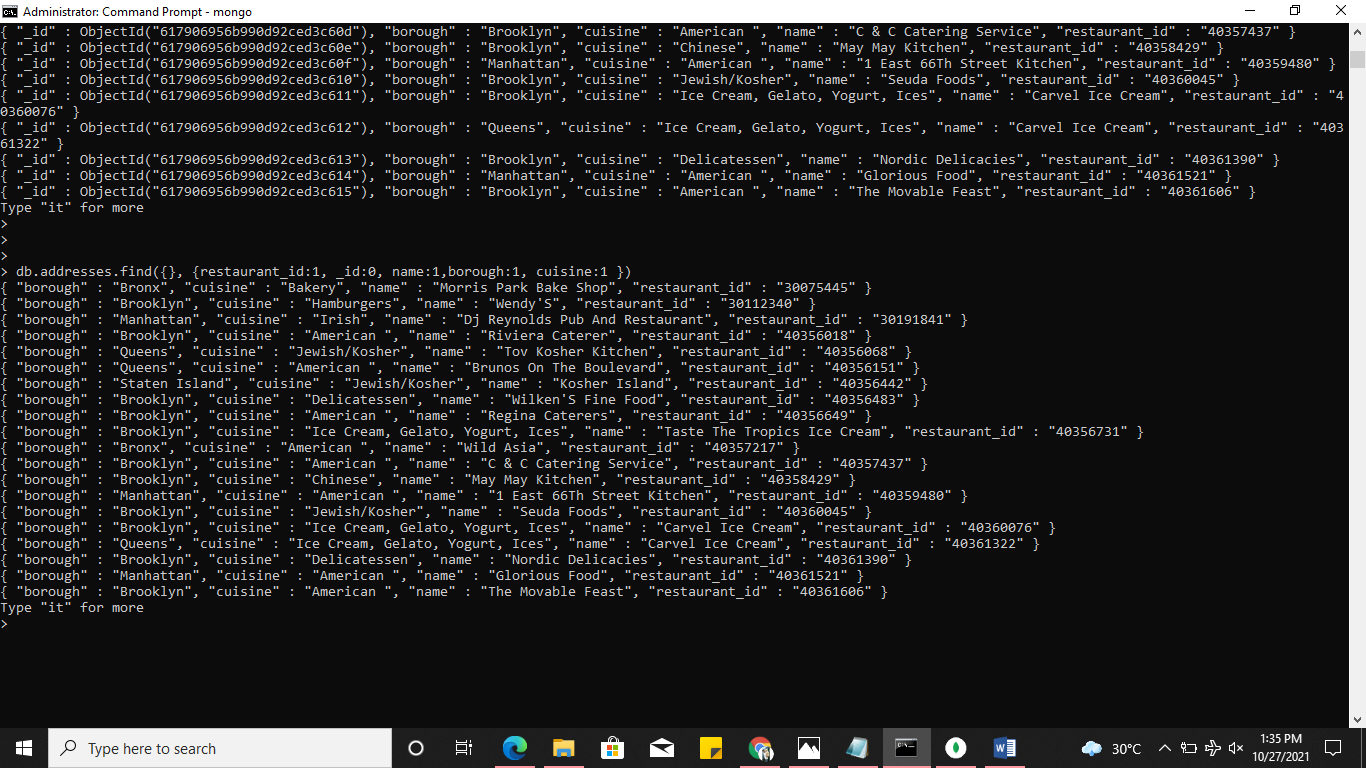 Administrator: Command Prompt - mongo
{ "_id" : ObjectId("617906956b990d92ced3c60d"), "borough" : "Brooklyn", "cuisine" : "American ", "name" : "C & C Catering Service", "restaurant_id" : "40357437" }
{ "_id" : ObjectId("617906956b990d92ced3c60e"), "borough" : "Brooklyn", "cuisine" : "Chinese", "name" : "May May Kitchen", "restaurant_id" : "40358429" }
{ "_id" : ObjectId("617906956b990d92ced3c60f"), "borough" : "Manhattan", "cuisine" : "American ", "name" : "1 East 66Th Street Kitchen", "restaurant_id" : "40359480" }
{ "_id" : ObjectId("617906956b990d92ced3c610"), "borough" : "Brooklyn", "cuisine" : "Jewish/Kosher", "name" : "Seuda Foods", "restaurant_id" : "40360045" }
{ "_id" : ObjectId("617906956b990d92ced3c611"), "borough" : "Brooklyn", "cuisine" : "Ice Cream, Gelato, Yogurt, Ices", "name" : "Carvel Ice Cream", "restaurant_id" : "4
0360076" }
{ "_id" : ObjectId("617906956b990d92ced3c612"), "borough" : "Queens", "cuisine" : "Ice Cream, Gelato, Yogurt, Ices", "name" : "Carvel Ice Cream", "restaurant_id" : "403
61322" }
{ "_id" : ObjectId("617906956b990d92ced3c613"), "borough" : "Brooklyn", "cuisine" : "Delicatessen", "name" : "Nordic Delicacies", "restaurant_id" : "40361390" }
{ "_id" : ObjectId("617906956b990d92ced3c614"), "borough" : "Manhattan", "cuisine" : "American ", "name" : "Glorious Food", "restaurant_id" : "40361521" }
{ "_id" : ObjectId("617906956b990d92ced3c615"), "borough" : "Brooklyn", "cuisine" : "American ", "name" : "The Movable Feast", "restaurant_id" : "40361606" }
Type "it" for more
>
>
>
> db.addresses.find({}, {restaurant_id:1, _id:0, name:1,borough:1, cuisine:1 })
{ "borough" : "Bronx", "cuisine" : "Bakery", "name" : "Morris Park Bake Shop", "restaurant_id" : "30075445" }
{ "borough" : "Brooklyn", "cuisine" : "Hamburgers", "name" : "Wendy'S", "restaurant_id" : "30112340" }
{ "borough" : "Manhattan", "cuisine" : "Irish", "name" : "Dj Reynolds Pub And Restaurant", "restaurant_id" : "30191841" }
{ "borough" : "Brooklyn", "cuisine" : "American ", "name" : "Riviera Caterer", "restaurant_id" : "40356018" }
{ "borough" : "Queens", "cuisine" : "Jewish/Kosher", "name" : "Tov Kosher Kitchen", "restaurant_id" : "40356068" }
{ "borough" : "Queens", "cuisine" : "American ", "name" : "Brunos On The Boulevard", "restaurant_id" : "40356151" }
{ "borough" : "Staten Island", "cuisine" : "Jewish/Kosher", "name" : "Kosher Island", "restaurant_id" : "40356442" }
{ "borough" : "Brooklyn", "cuisine" : "Delicatessen", "name" : "Wilken'S Fine Food", "restaurant_id" : "40356483" }
{ "borough" : "Brooklyn", "cuisine" : "American ", "name" : "Regina Caterers", "restaurant_id" : "40356649" }
{ "borough" : "Brooklyn", "cuisine" : "Ice Cream, Gelato, Yogurt, Ices", "name" : "Taste The Tropics Ice Cream", "restaurant_id" : "40356731" }
{ "borough" : "Bronx", "cuisine" : "American ", "name" : "Wild Asia", "restaurant_id" : "40357217" }
{ "borough" : "Brooklyn", "cuisine" : "American ", "name" : "C & C Catering Service", "restaurant_id" : "40357437" }
{ "borough" : "Brooklyn", "cuisine" : "Chinese", "name" : "May May Kitchen", "restaurant_id" : "40358429" }
{ "borough" : "Manhattan", "cuisine" : "American ", "name" : "1 East 66Th Street Kitchen", "restaurant_id" : "40359480" }
{ "borough" : "Brooklyn", "cuisine" : "Jewish/Kosher", "name" : "Seuda Foods", "restaurant_id" : "40360045" }
{ "borough" : "Brooklyn", "cuisine" : "Ice Cream, Gelato, Yogurt, Ices", "name" : "Carvel Ice Cream", "restaurant_id" : "40360076" }
{ "borough" : "Queens", "cuisine" : "Ice Cream, Gelato, Yogurt, Ices", "name" : "Carvel Ice Cream", "restaurant_id" : "40361322" }
{ "borough" : "Brooklyn", "cuisine" : "Delicatessen", "name" : "Nordic Delicacies", "restaurant_id" : "40361390" }
{ "borough" : "Manhattan", "cuisine" : "American ", "name" : "Glorious Food", "restaurant_id" : "40361521" }
{ "borough" : "Brooklyn", "cuisine" : "American ", "name" : "The Movable Feast", "restaurant_id" : "40361606" }
Type "it" for more
>
Type here to search
30°C
1:35 PM
10/27/2021